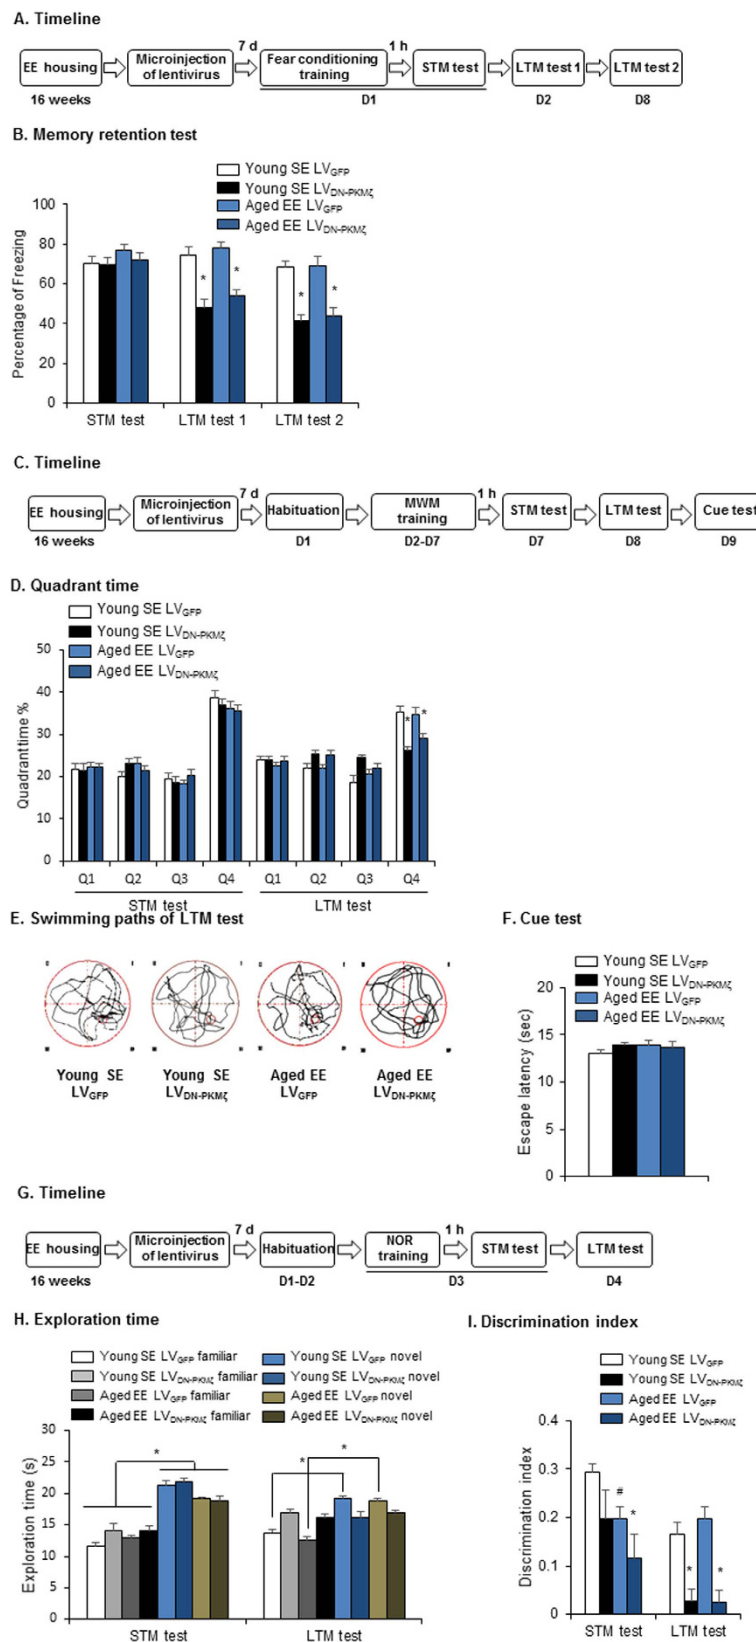 A. Timeline
7 d
1 h
EE housing
Microinjection
of lentivirus
Fear conditioning
training
STM test
LTM test 1
LTM test 2
16 weeks
D1
D2
D8
B. Memory retention test
Young SE LVGFP
Young SE LVDN-PKMζ
Aged EE LVGFP
Aged EE LVDN-PKMζ
Percentage of Freezing
100
80
60
40
20
0
* * * *
STM test
LTM test 1
LTM test 2
C. Timeline
7 d
1 h
EE housing
Microinjection
of lentivirus
Habituation
MWM
training
STM test
LTM test
Cue test
16 weeks
D1
D2-D7
D7
D8
D9
D. Quadrant time
Young SE LVGFP
Young SE LVDN-PKMζ
Aged EE LVGFP
Aged EE LVDN-PKMζ
Quadrant time %
50
40
30
20
10
0
* *
Q1 Q2 Q3 Q4 Q1 Q2 Q3 Q4
STM test
LTM test
E. Swimming paths of LTM test
Young SE
LVGFP
Young SE
LVDN-PKMζ
Aged EE
LVGFP
Aged EE
LVDN-PKMζ
F. Cue test
Young SE LVGFP
Young SE LVDN-PKMζ
Aged EE LVGFP
Aged EE LVDN-PKMζ
Escape latency (sec)
20
15
10
5
0
G. Timeline
7 d
1 h
EE housing
Microinjection
of lentivirus
Habituation
NOR
training
STM test
LTM test
16 weeks
D1-D2
D3
D4
H. Exploration time
Young SE LVGFP familiar
Young SE LVDN-PKMζ familiar
Aged EE LVGFP familiar
Aged EE LVDN-PKMζ familiar
Young SE LVGFP novel
Young SE LVDN-PKMζ novel
Aged EE LVGFP novel
Aged EE LVDN-PKMζ novel
Exploration time (s)
30
25
20
15
10
5
0
* * *
STM test
LTM test
I. Discrimination index
Young SE LVGFP
Young SE LVDN-PKMζ
Aged EE LVGFP
Aged EE LVDN-PKMζ
Discrimination index
0.4
0.3
0.2
0.1
0
# * * *
STM test
LTM test